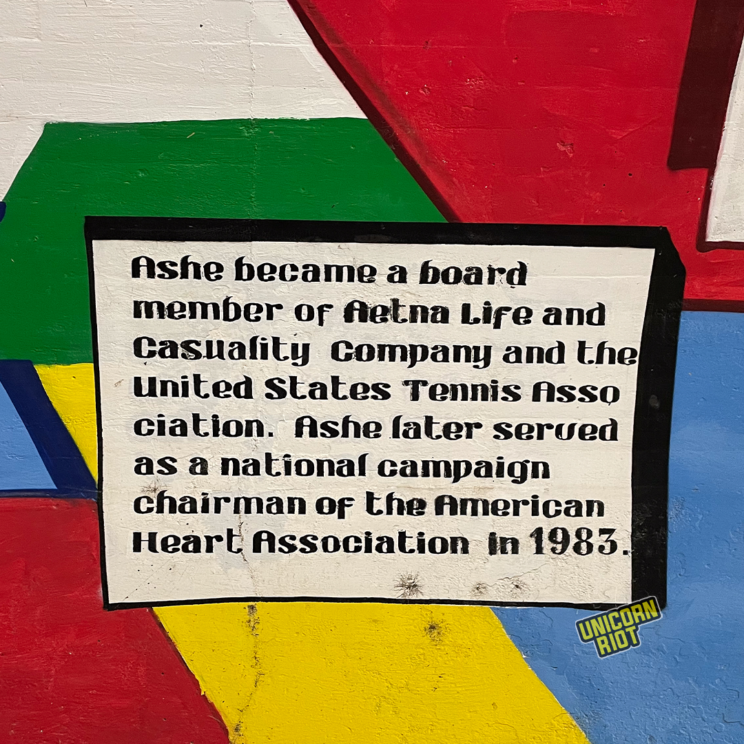 Ashe became a board
member of Aetna Life and
Casuality Company and the
United States Tennis Asso
ciation. Ashe later served
as a national campaign
chairman of the American
Heart Association in 1983.
UNICORN
RIOT